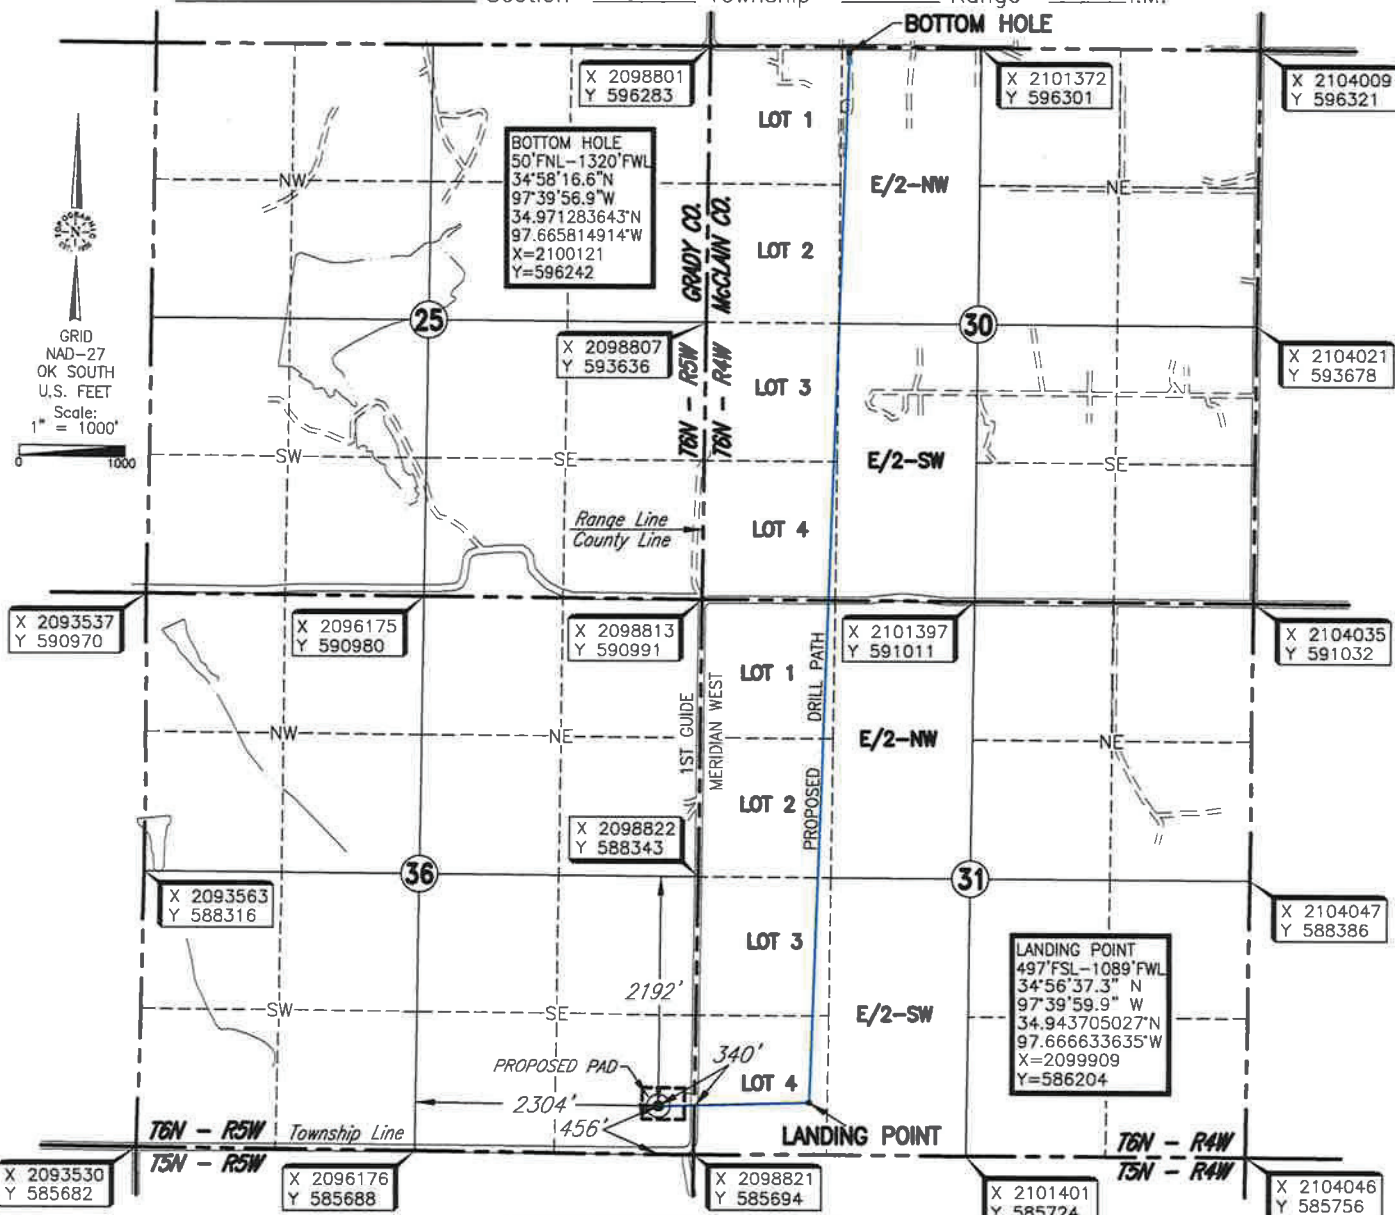 Section Township Range I.M.
BOTTOM HOLE
X 2098801
Y 596283
X 2101372
Y 596301
X 2104009
Y 596321
LOT 1
BOTTOM HOLE
50'FNL-1320'FWL
34°58'16.6"N
97°39'56.9"W
34.971283643°N
97.665814914°W
X=2100121
Y=596242
NW
E/2-NW
NE
GRADY CO.
McCLAIN CO.
LOT 2
N
GRID
NAD-27
OK SOUTH
U.S. FEET
Scale:
1" = 1000'
0 1000
25
30
X 2098807
Y 593636
X 2104021
Y 593678
T6N - R5W
T6N - R4W
LOT 3
SW
SE
E/2-SW
SE
Range Line
County Line
LOT 4
X 2093537
Y 590970
X 2096175
Y 590980
X 2098813
Y 590991
X 2101397
Y 591011
X 2104035
Y 591032
LOT 1
1ST GUIDE
MERIDIAN WEST
PROPOSED DRILL PATH
NW
NE
E/2-NW
NE
LOT 2
X 2098822
Y 588343
36
31
X 2093563
Y 588316
X 2104047
Y 588386
LOT 3
LANDING POINT
497'FSL-1089'FWL
34°56'37.3" N
97°39'59.9" W
34.943705027°N
97.666633635°W
X=2099909
Y=586204
2192'
SW
SE
E/2-SW
PROPOSED PAD
340'
LOT 4
2304'
456'
LANDING POINT
T6N - R5W
Township Line
T6N - R4W
T5N - R5W
T5N - R4W
X 2093530
Y 585682
X 2096176
Y 585688
X 2098821
Y 585694
X 2101401
Y 585724
X 2104046
Y 585756